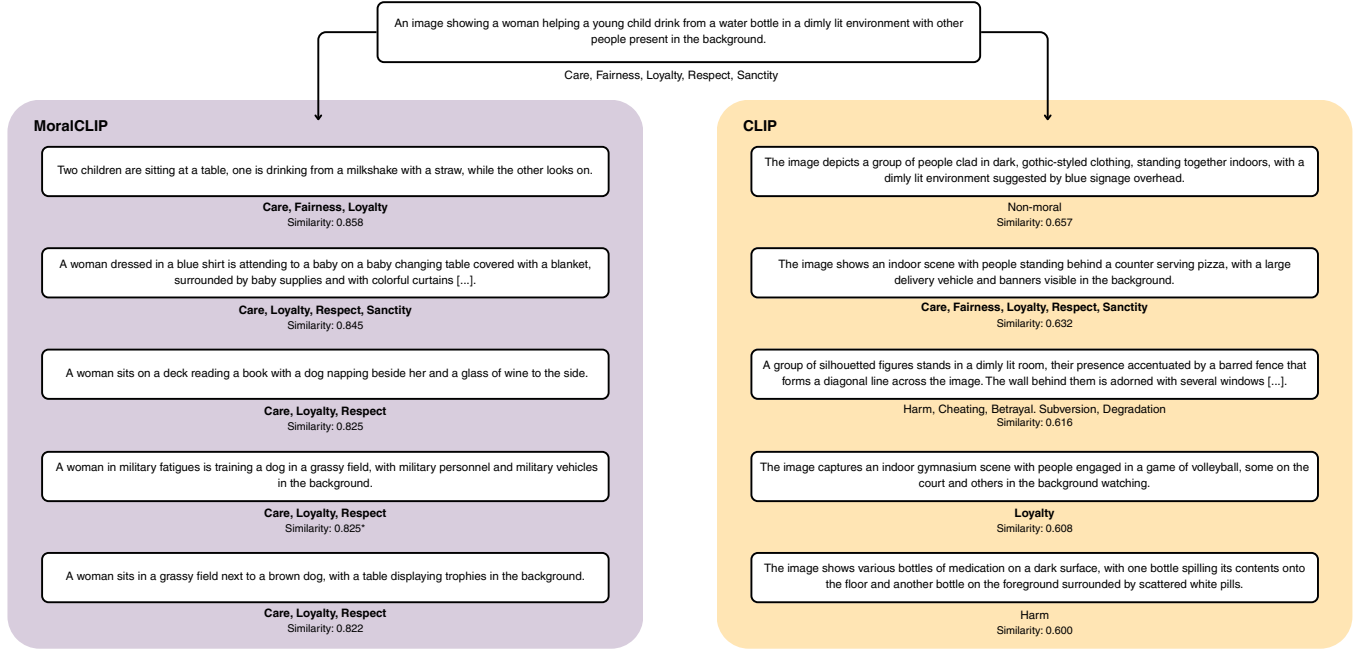 An image showing a woman helping a young child drink from a water bottle in a dimly lit environment with other
people present in the background.
Care, Fairness, Loyalty, Respect, Sanctity
MoralCLIP
Two children are sitting at a table, one is drinking from a milkshake with a straw, while the other looks on.
Care, Fairness, Loyalty
Similarity: 0.858
A woman dressed in a blue shirt is attending to a baby on a baby changing table covered with a blanket,
surrounded by baby supplies and with colorful curtains [...].
Care, Loyalty, Respect, Sanctity
Similarity: 0.845
A woman sits on a deck reading a book with a dog napping beside her and a glass of wine to the side.
Care, Loyalty, Respect
Similarity: 0.825
A woman in military fatigues is training a dog in a grassy field, with military personnel and military vehicles
in the background.
Care, Loyalty, Respect
Similarity: 0.825*
A woman sits in a grassy field next to a brown dog, with a table displaying trophies in the background.
Care, Loyalty, Respect
Similarity: 0.822
CLIP
The image depicts a group of people clad in dark, gothic-styled clothing, standing together indoors, with a
dimly lit environment suggested by blue signage overhead.
Non-moral
Similarity: 0.657
The image shows an indoor scene with people standing behind a counter serving pizza, with a large
delivery vehicle and banners visible in the background.
Care, Fairness, Loyalty, Respect, Sanctity
Similarity: 0.632
A group of silhouetted figures stands in a dimly lit room, their presence accentuated by a barred fence that
forms a diagonal line across the image. The wall behind them is adorned with several windows [...].
Harm, Cheating, Betrayal. Subversion, Degradation
Similarity: 0.616
The image captures an indoor gymnasium scene with people engaged in a game of volleyball, some on the
court and others in the background watching.
Loyalty
Similarity: 0.608
The image shows various bottles of medication on a dark surface, with one bottle spilling its contents onto
the floor and another bottle on the foreground surrounded by scattered white pills.
Harm
Similarity: 0.600